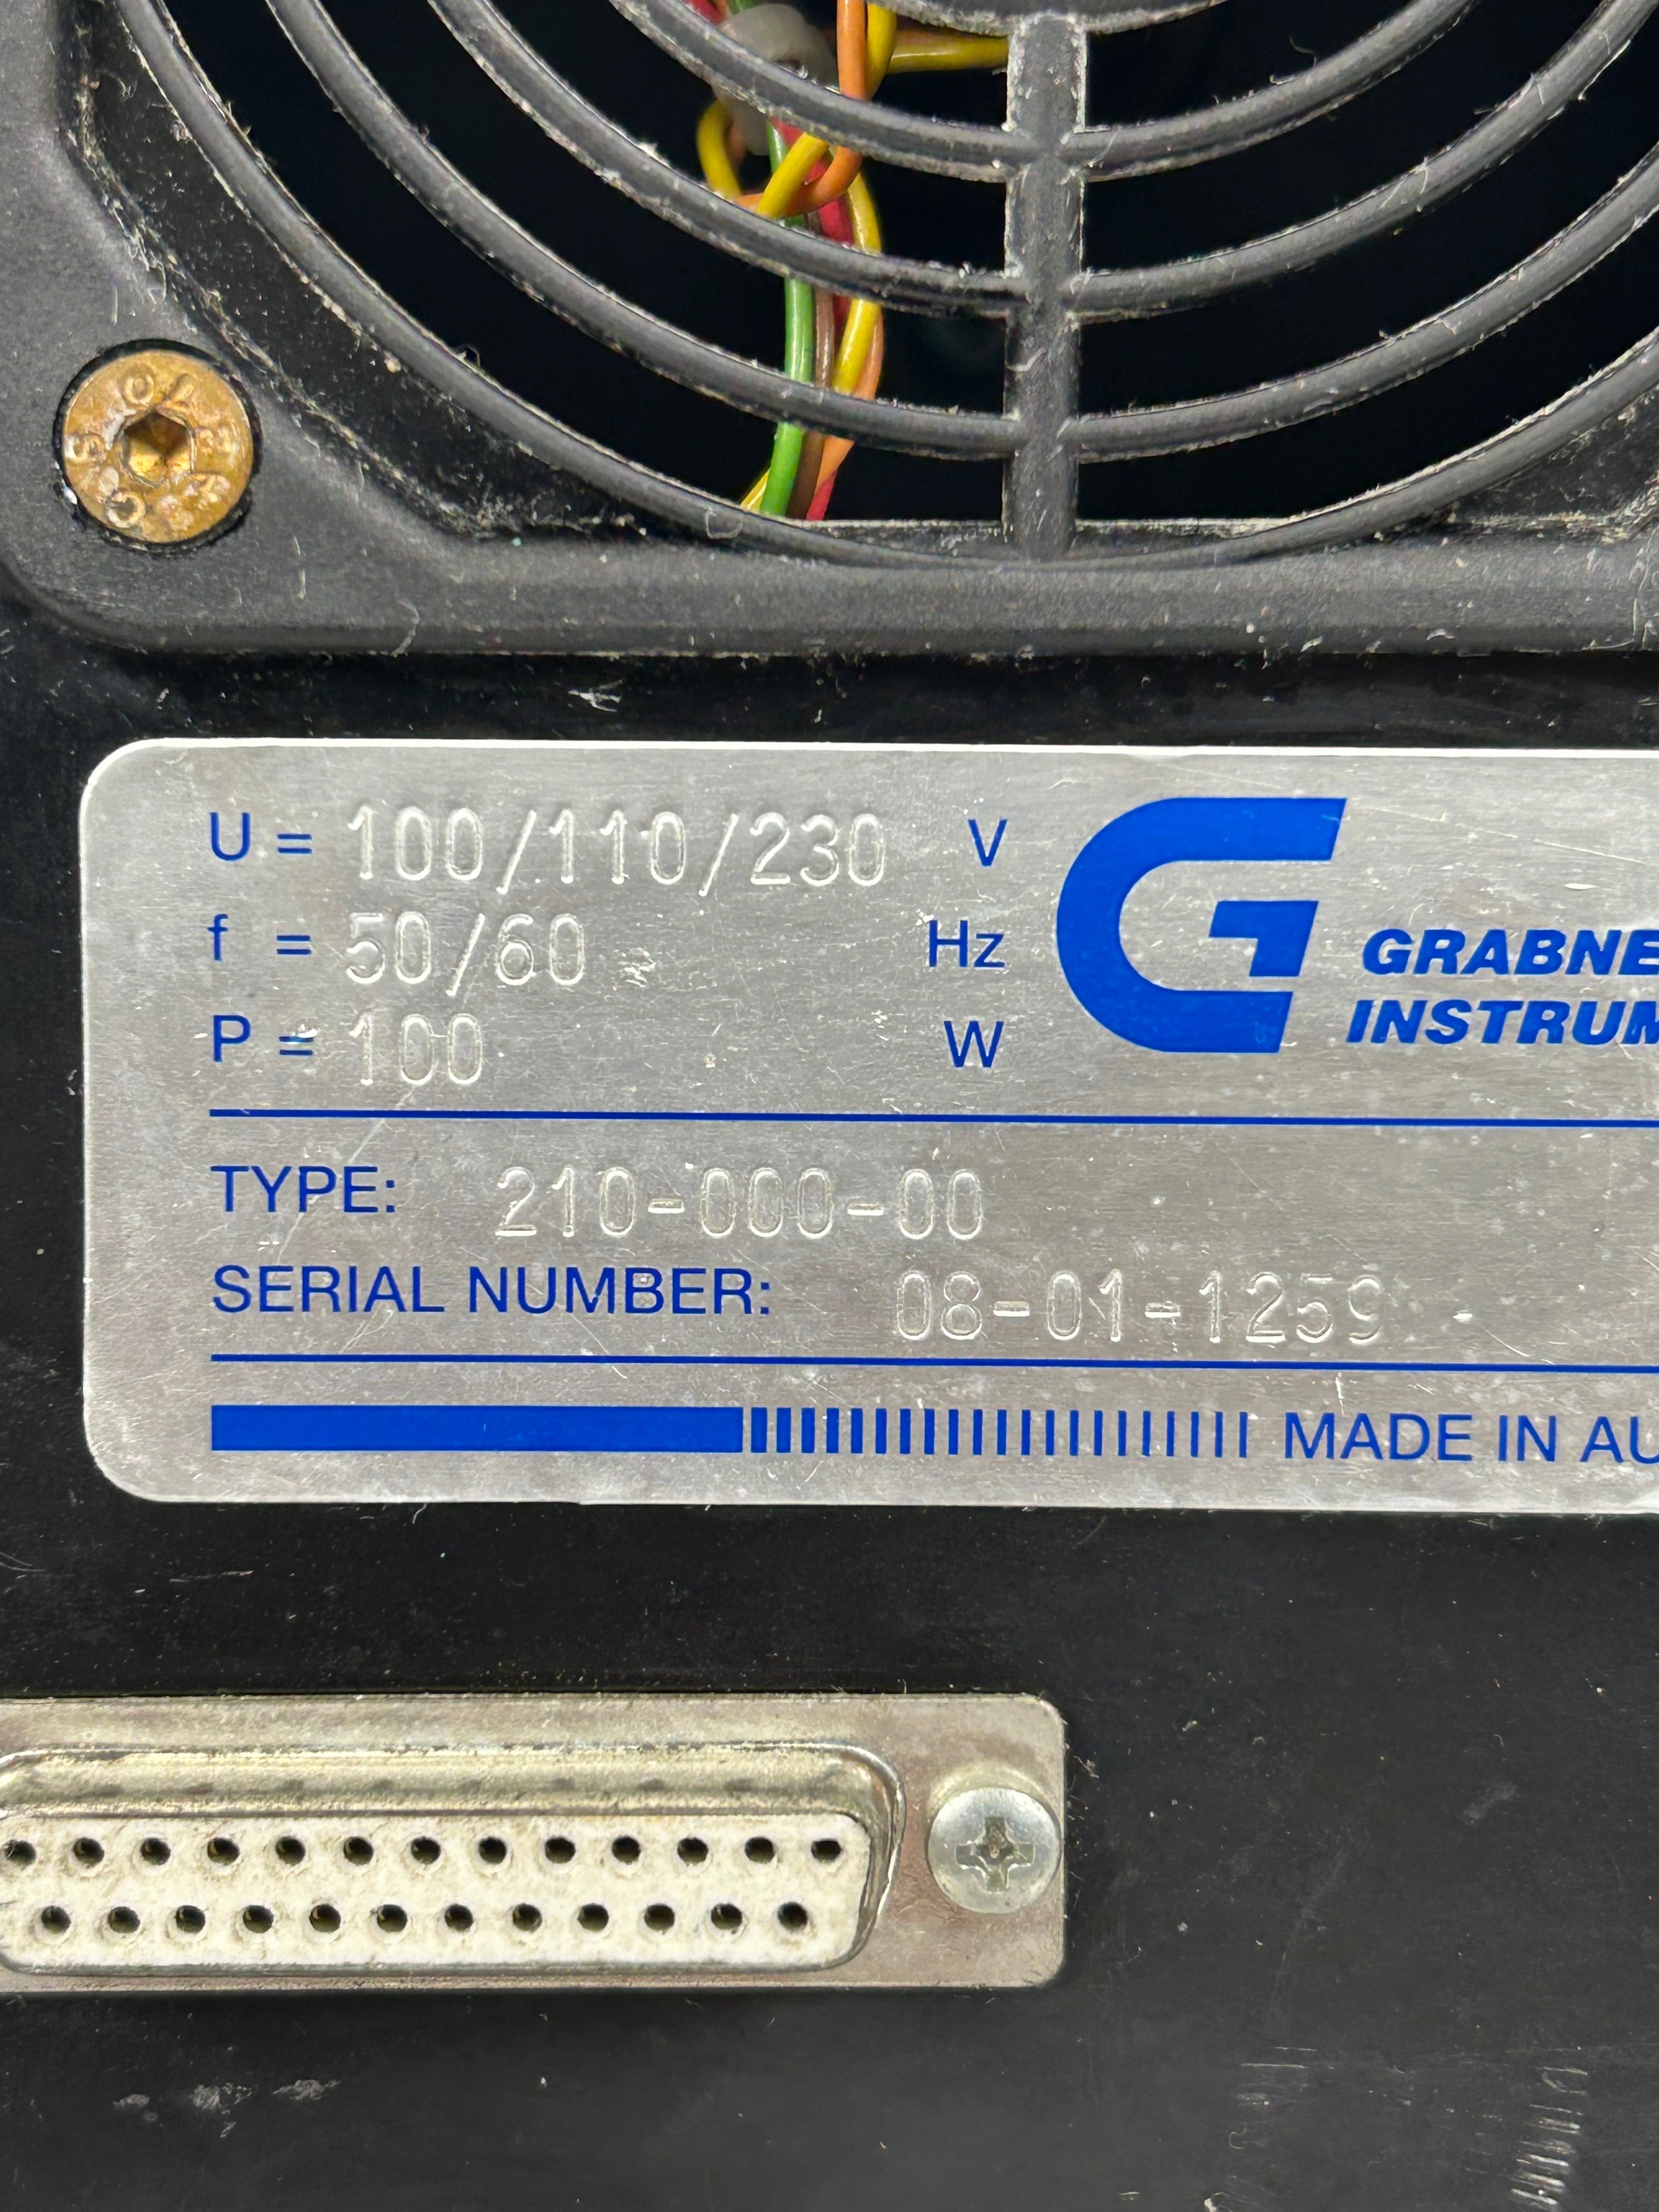 U = 100/110/230 V
f = 50/60 Hz
P = 100 W
GRABNE
INSTRUM
TYPE: 210-000-00
SERIAL NUMBER: 08-01-1259
MADE IN AU